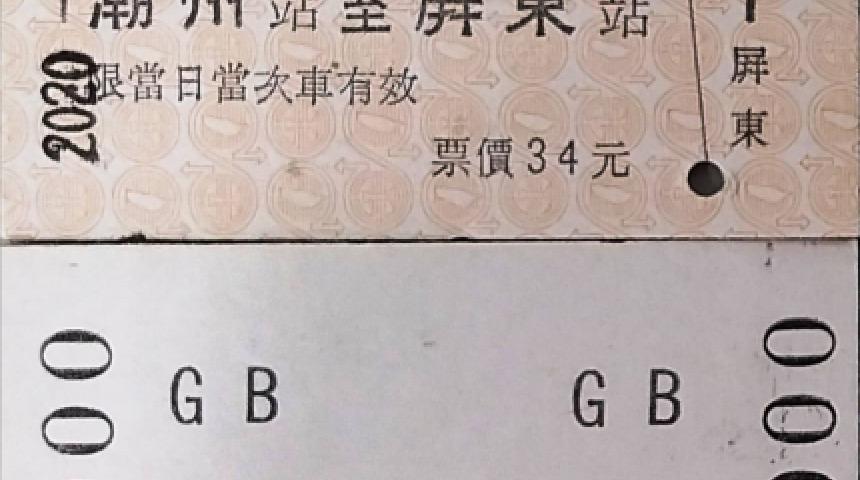 潮州站至屏東站
2020
限當日當次車有效
票價34元
屏東
GB GB
00
00